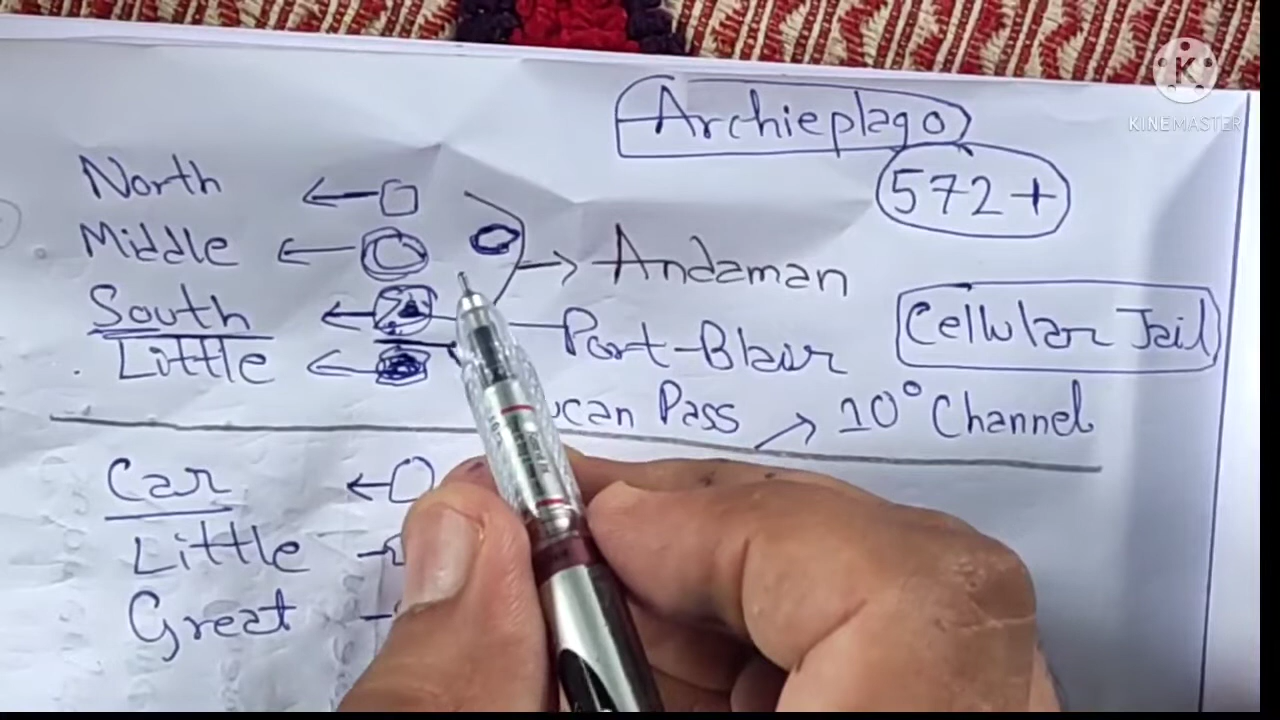 Archieplago
KINEMASTER
North
572+
Middle
Andaman
South
Cellular Jail
Port-Blair
Little
Pass
10° Channel
Car
Little
Great